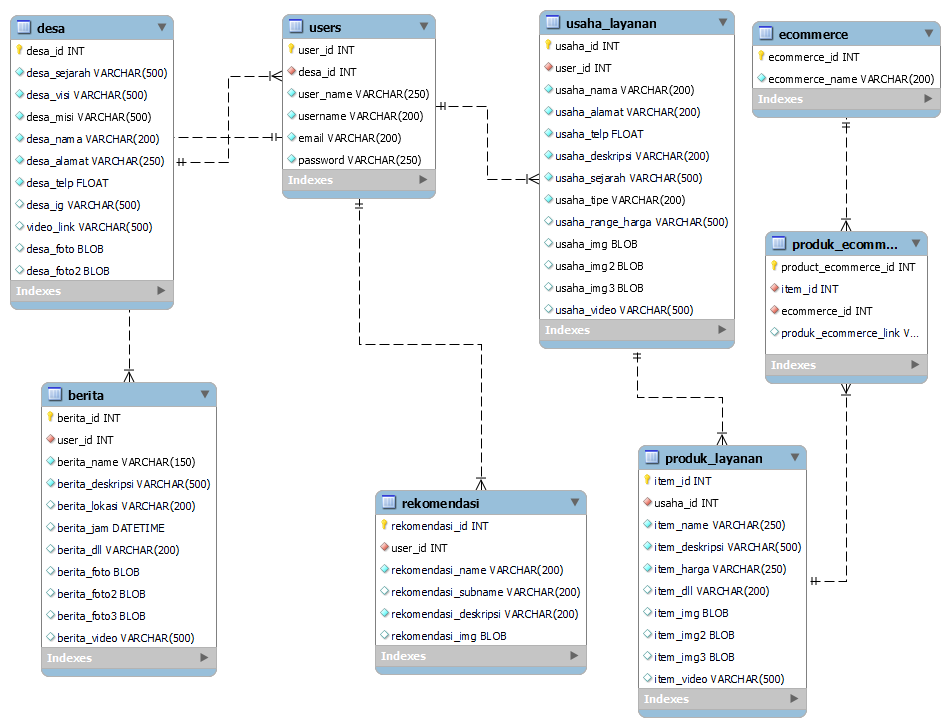 desa
desa_id INT
desa_sejarah VARCHAR(500)
desa_visi VARCHAR(500)
desa_misi VARCHAR(500)
desa_nama VARCHAR(200)
desa_alamat VARCHAR(250)
desa_telp FLOAT
desa_ig VARCHAR(500)
video_link VARCHAR(500)
desa_foto BLOB
desa_foto2 BLOB
Indexes
users
user_id INT
desa_id INT
user_name VARCHAR(250)
username VARCHAR(200)
email VARCHAR(200)
password VARCHAR(250)
Indexes
usaha_layanan
usaha_id INT
user_id INT
usaha_nama VARCHAR(200)
usaha_alamat VARCHAR(200)
usaha_telp FLOAT
usaha_deskripsi VARCHAR(200)
usaha_sejarah VARCHAR(500)
usaha_tipe VARCHAR(200)
usaha_range_harga VARCHAR(500)
usaha_img BLOB
usaha_img2 BLOB
usaha_img3 BLOB
usaha_video VARCHAR(500)
Indexes
ecommerce
ecommerce_id INT
ecommerce_name VARCHAR(200)
Indexes
produk_ecomm...
product_ecommerce_id INT
item_id INT
ecommerce_id INT
produk_ecommerce_link V...
Indexes
berita
berita_id INT
user_id INT
berita_name VARCHAR(150)
berita_deskripsi VARCHAR(500)
berita_lokasi VARCHAR(200)
berita_jam DATETIME
berita_dll VARCHAR(200)
berita_foto BLOB
berita_foto2 BLOB
berita_foto3 BLOB
berita_video VARCHAR(500)
Indexes
rekomendasi
rekomendasi_id INT
user_id INT
rekomendasi_name VARCHAR(200)
rekomendasi_subname VARCHAR(200)
rekomendasi_deskripsi VARCHAR(200)
rekomendasi_img BLOB
Indexes
produk_layanan
item_id INT
usaha_id INT
item_name VARCHAR(250)
item_deskripsi VARCHAR(500)
item_harga VARCHAR(250)
item_dll VARCHAR(200)
item_img BLOB
item_img2 BLOB
item_img3 BLOB
item_video VARCHAR(500)
Indexes